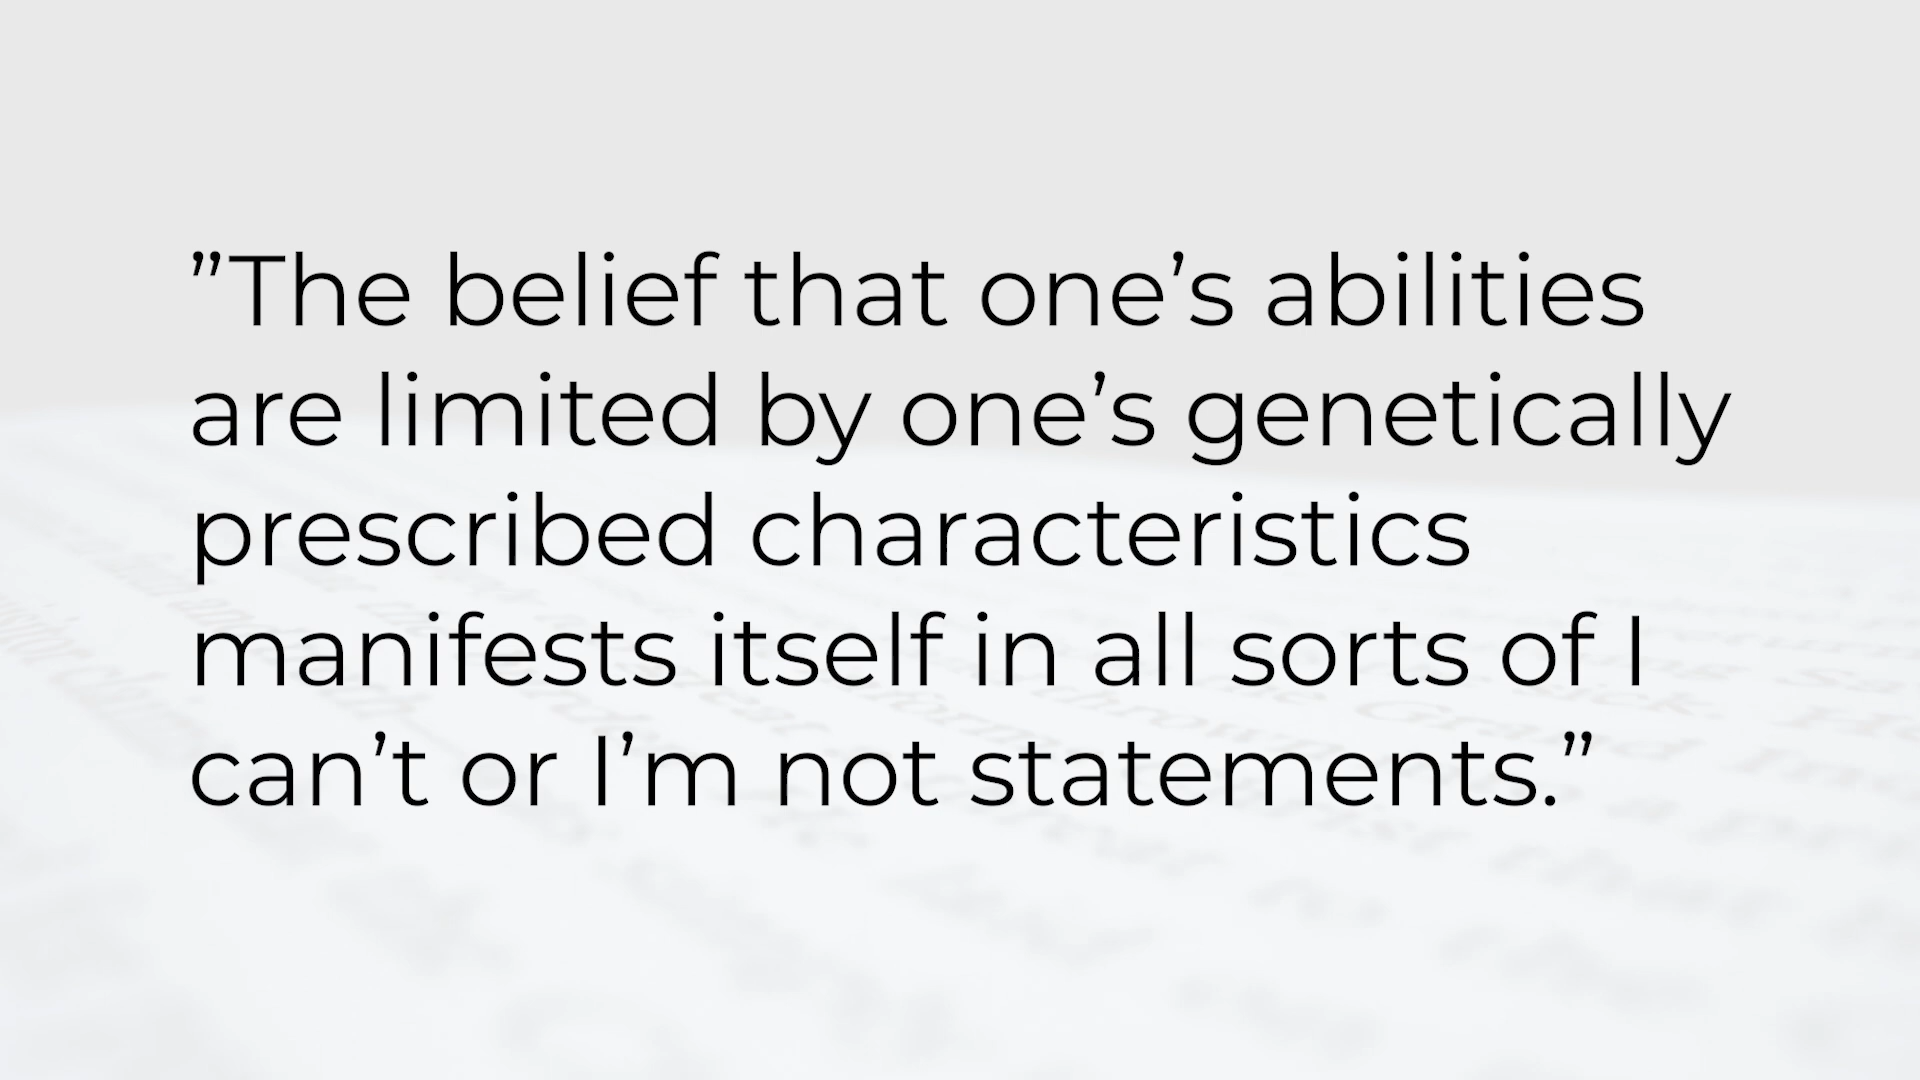 ”The belief that one’s abilities
are limited by one’s genetically
prescribed characteristics
manifests itself in all sorts of I
can’t or I’m not statements.”